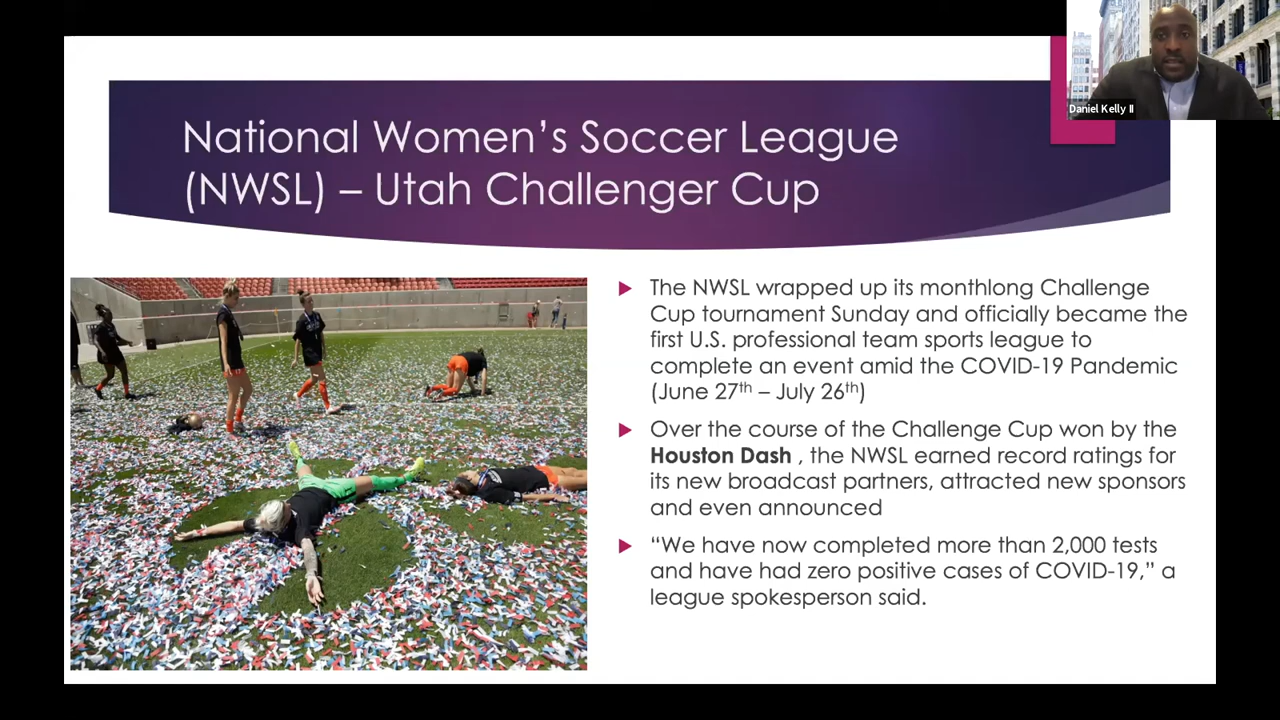 Daniel Kelly II
National Women’s Soccer League
(NWSL) – Utah Challenger Cup
The NWSL wrapped up its monthlong Challenge
Cup tournament Sunday and officially became the
first U.S. professional team sports league to
complete an event amid the COVID-19 Pandemic
(June 27th – July 26th)
Over the course of the Challenge Cup won by the
Houston Dash , the NWSL earned record ratings for
its new broadcast partners, attracted new sponsors
and even announced
“We have now completed more than 2,000 tests
and have had zero positive cases of COVID-19,” a
league spokesperson said.